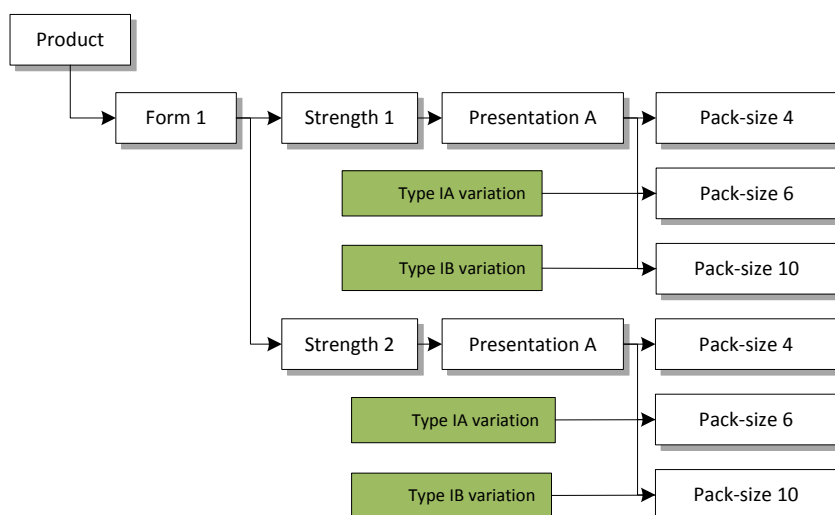 Product
Form 1
Strength 1
Presentation A
Pack-size 4
Type IA variation
Pack-size 6
Type IB variation
Pack-size 10
Strength 2
Presentation A
Pack-size 4
Type IA variation
Pack-size 6
Type IB variation
Pack-size 10